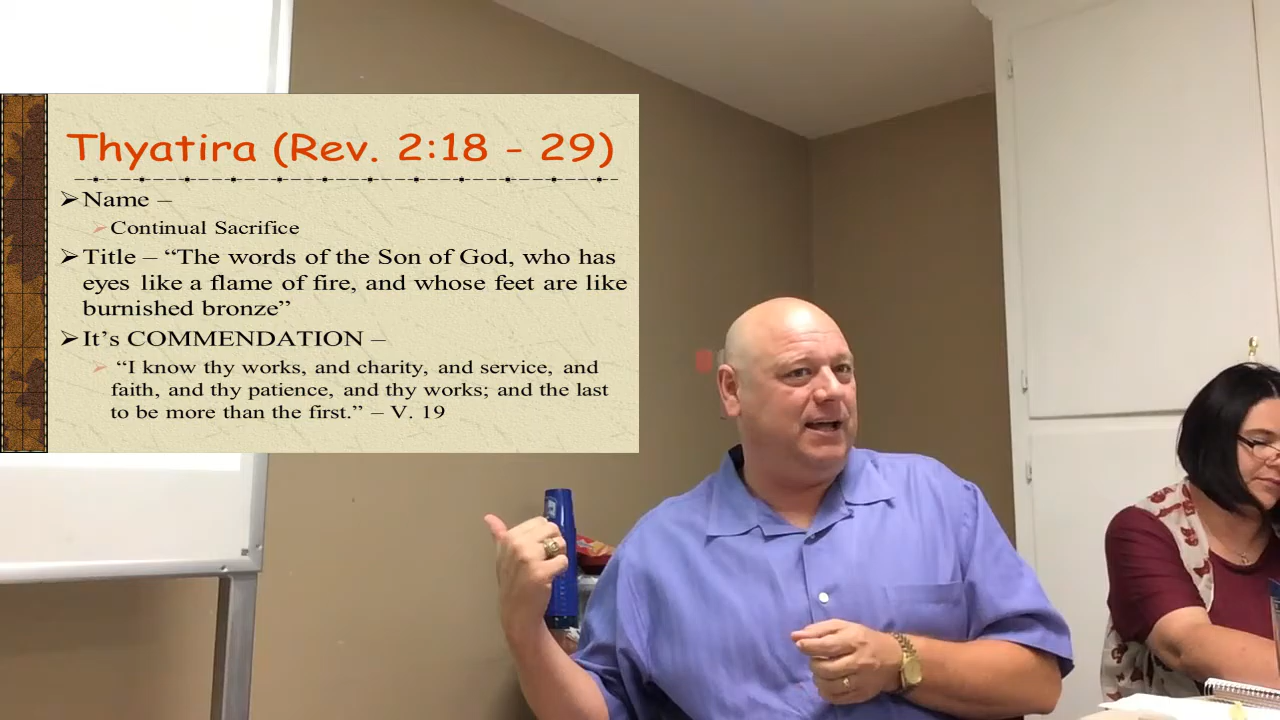 Thyatira (Rev. 2:18 - 29)
Name –
Continual Sacrifice
Title – “The words of the Son of God, who has
eyes like a flame of fire, and whose feet are like
burnished bronze”
It’s COMMENDATION –
“I know thy works, and charity, and service, and
faith, and thy patience, and thy works; and the last
to be more than the first.” – V. 19